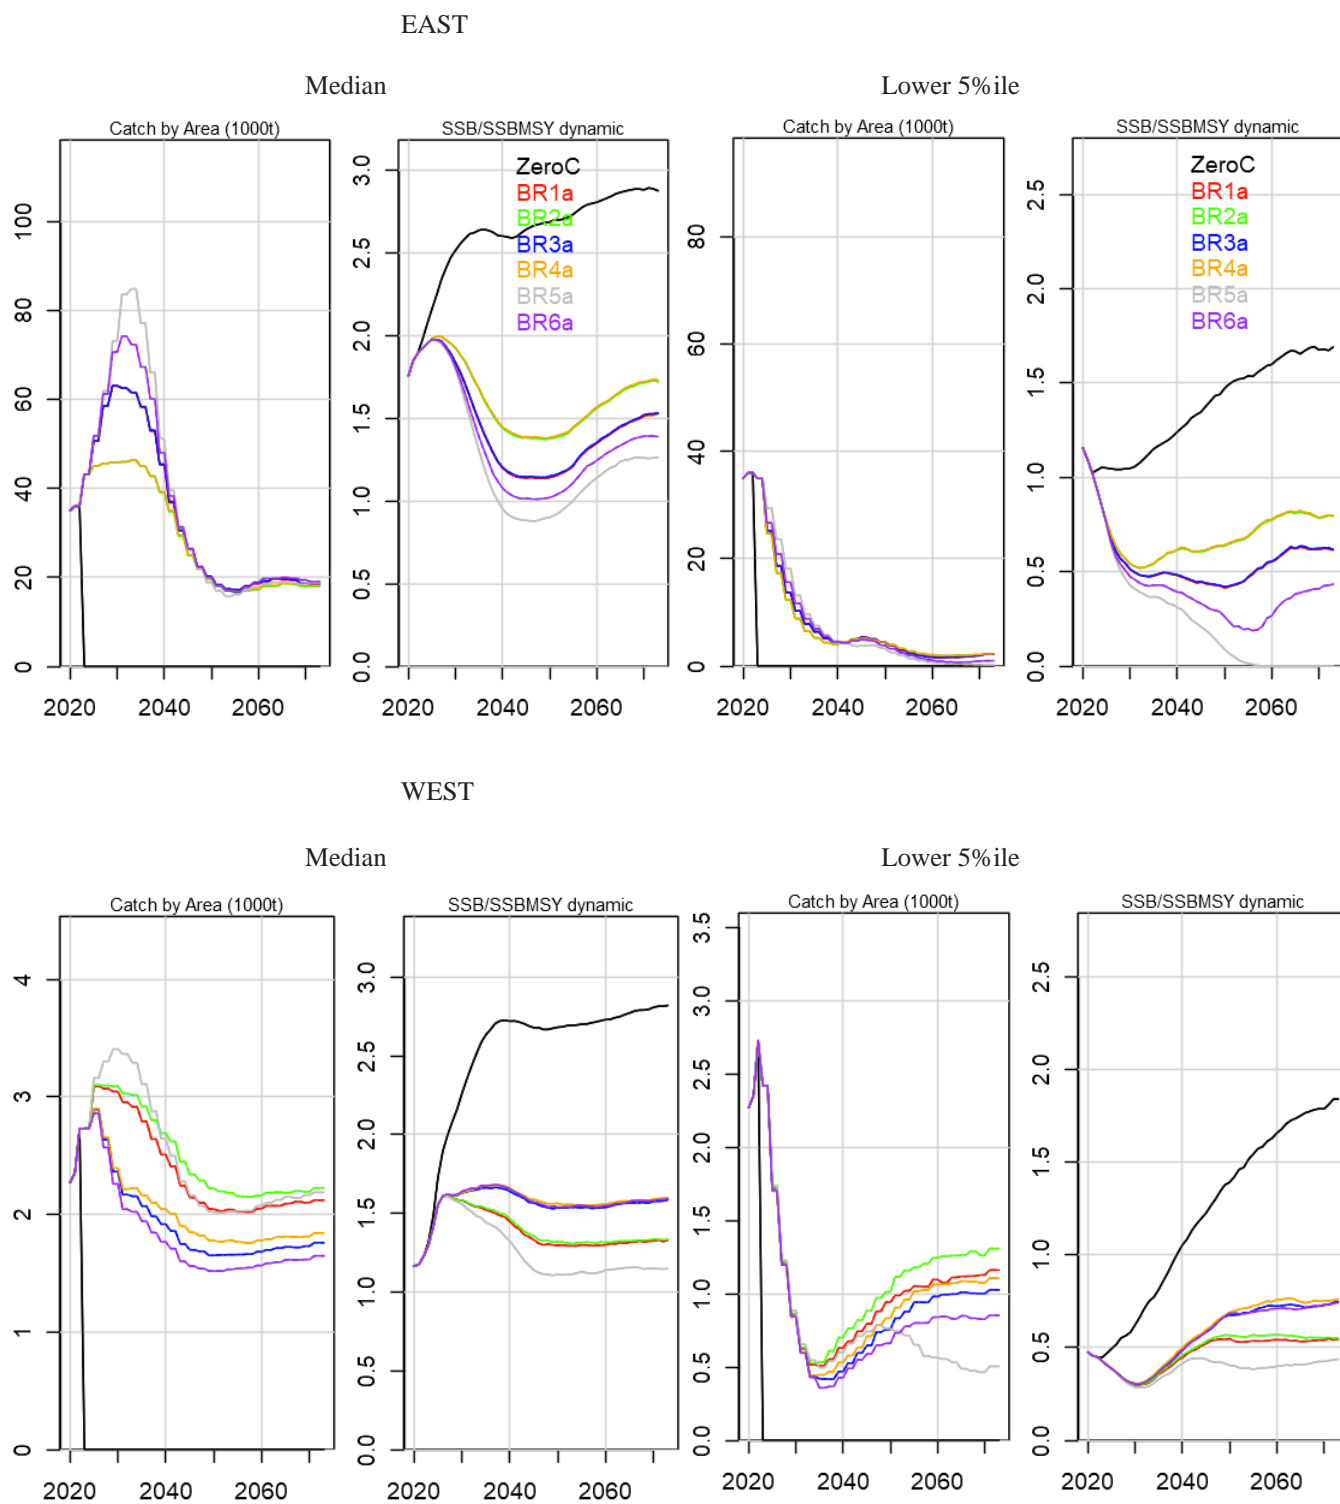 EAST
Median
Lower 5%ile
Catch by Area (1000t)
0 20 40 60 80 100
2020 2040 2060
SSB/SSBMSY dynamic
ZeroC
BR1a
BR2a
BR3a
BR4a
BR5a
BR6a
0.0 0.5 1.0 1.5 2.0 2.5 3.0
2020 2040 2060
Catch by Area (1000t)
0 20 40 60 80
2020 2040 2060
SSB/SSBMSY dynamic
ZeroC
BR1a
BR2a
BR3a
BR4a
BR5a
BR6a
0.0 0.5 1.0 1.5 2.0 2.5
2020 2040 2060
WEST
Median
Lower 5%ile
Catch by Area (1000t)
0 1 2 3 4
2020 2040 2060
SSB/SSBMSY dynamic
0.0 0.5 1.0 1.5 2.0 2.5 3.0
2020 2040 2060
Catch by Area (1000t)
0.0 0.5 1.0 1.5 2.0 2.5 3.0 3.5
2020 2040 2060
SSB/SSBMSY dynamic
0.0 0.5 1.0 1.5 2.0 2.5
2020 2040 2060